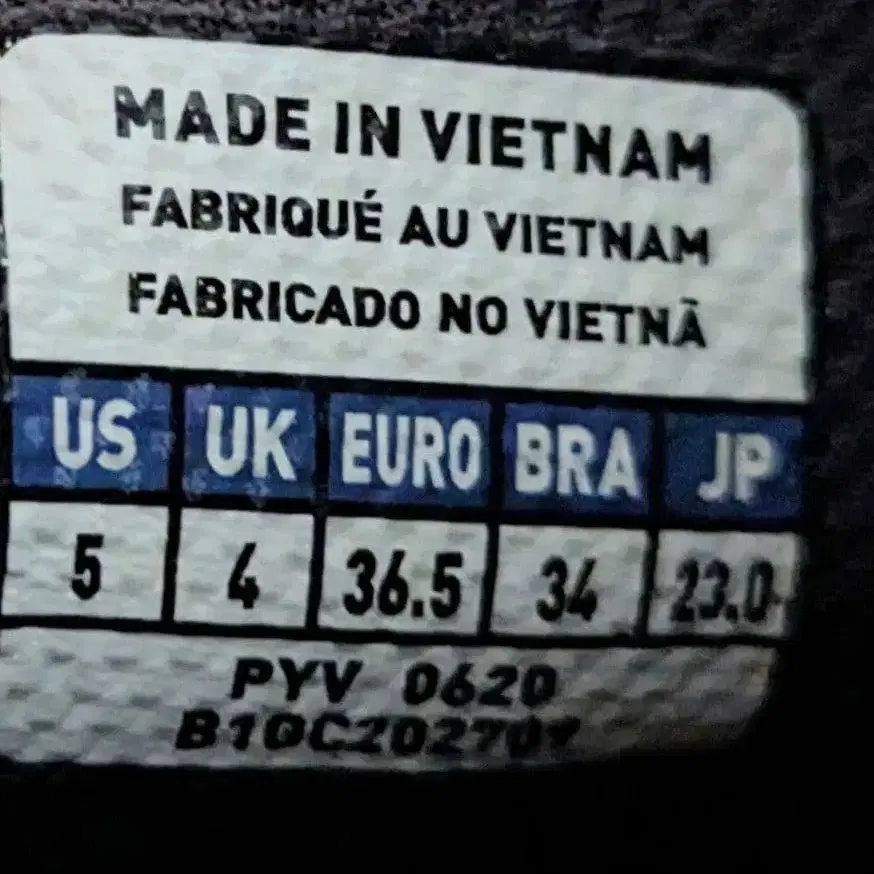 MADE IN VIETNAM
FABRIQUÉ AU VIETNAM
FABRICADO NO VIETNÃ
US UK EURO BRA JP
5 4 36.5 34 23.0
PYV 0620